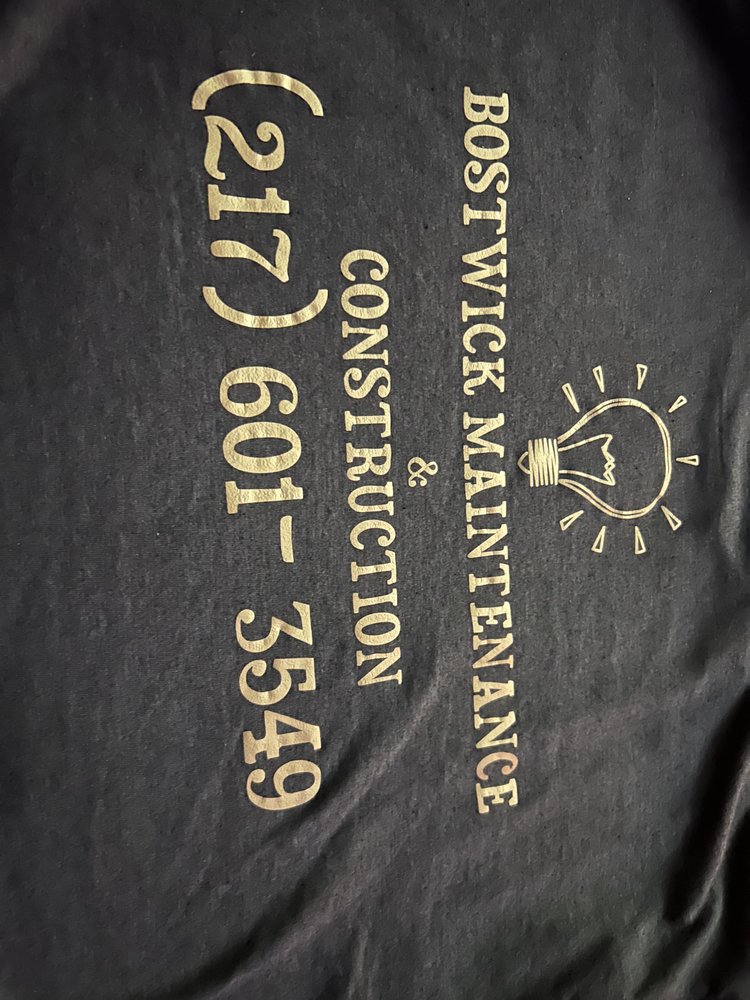 BOSTWICK MAINTENANCE
&
CONSTRUCTION
(217) 601- 3549